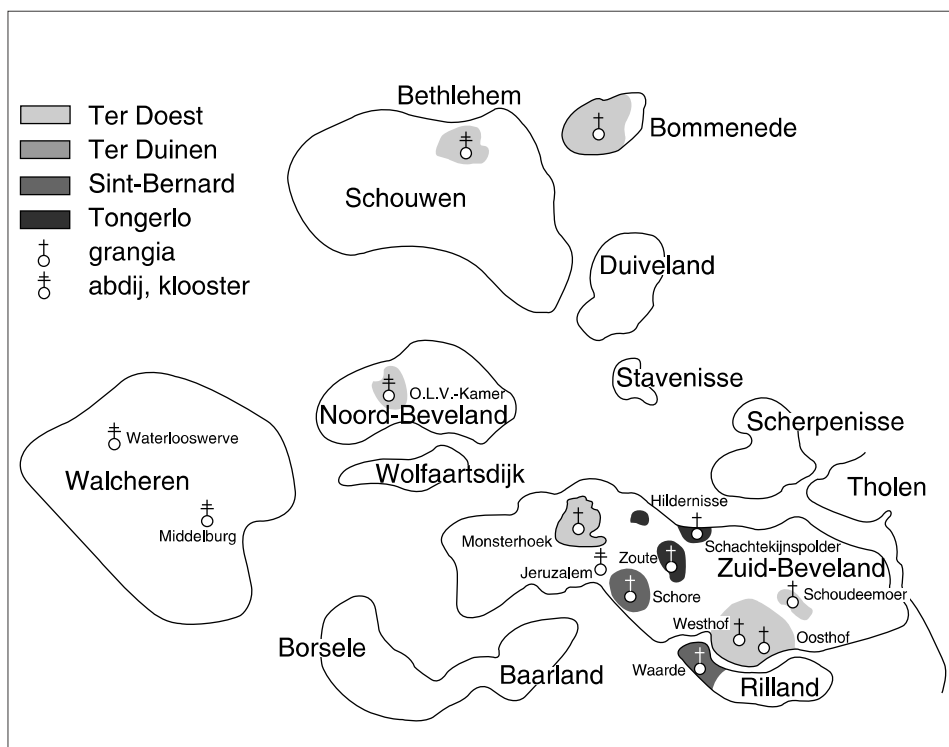 Ter Doest
Ter Duinen
Sint-Bernard
Tongerlo
grangia
abdij, klooster
Bethlehem
Bommenede
Schouwen
Duiveland
Stavenisse
O.L.V.-Kamer
Noord-Beveland
Scherpenisse
Waterlooswerve
Walcheren
Wolfaartsdijk
Tholen
Middelburg
Hildernisse
Monsterhoek
Schachtekijnspolder
Zoute
Zuid-Beveland
Jeruzalem
Schore
Schoudeemoer
Westhof
Oosthof
Borsele
Baarland
Waarde
Rilland